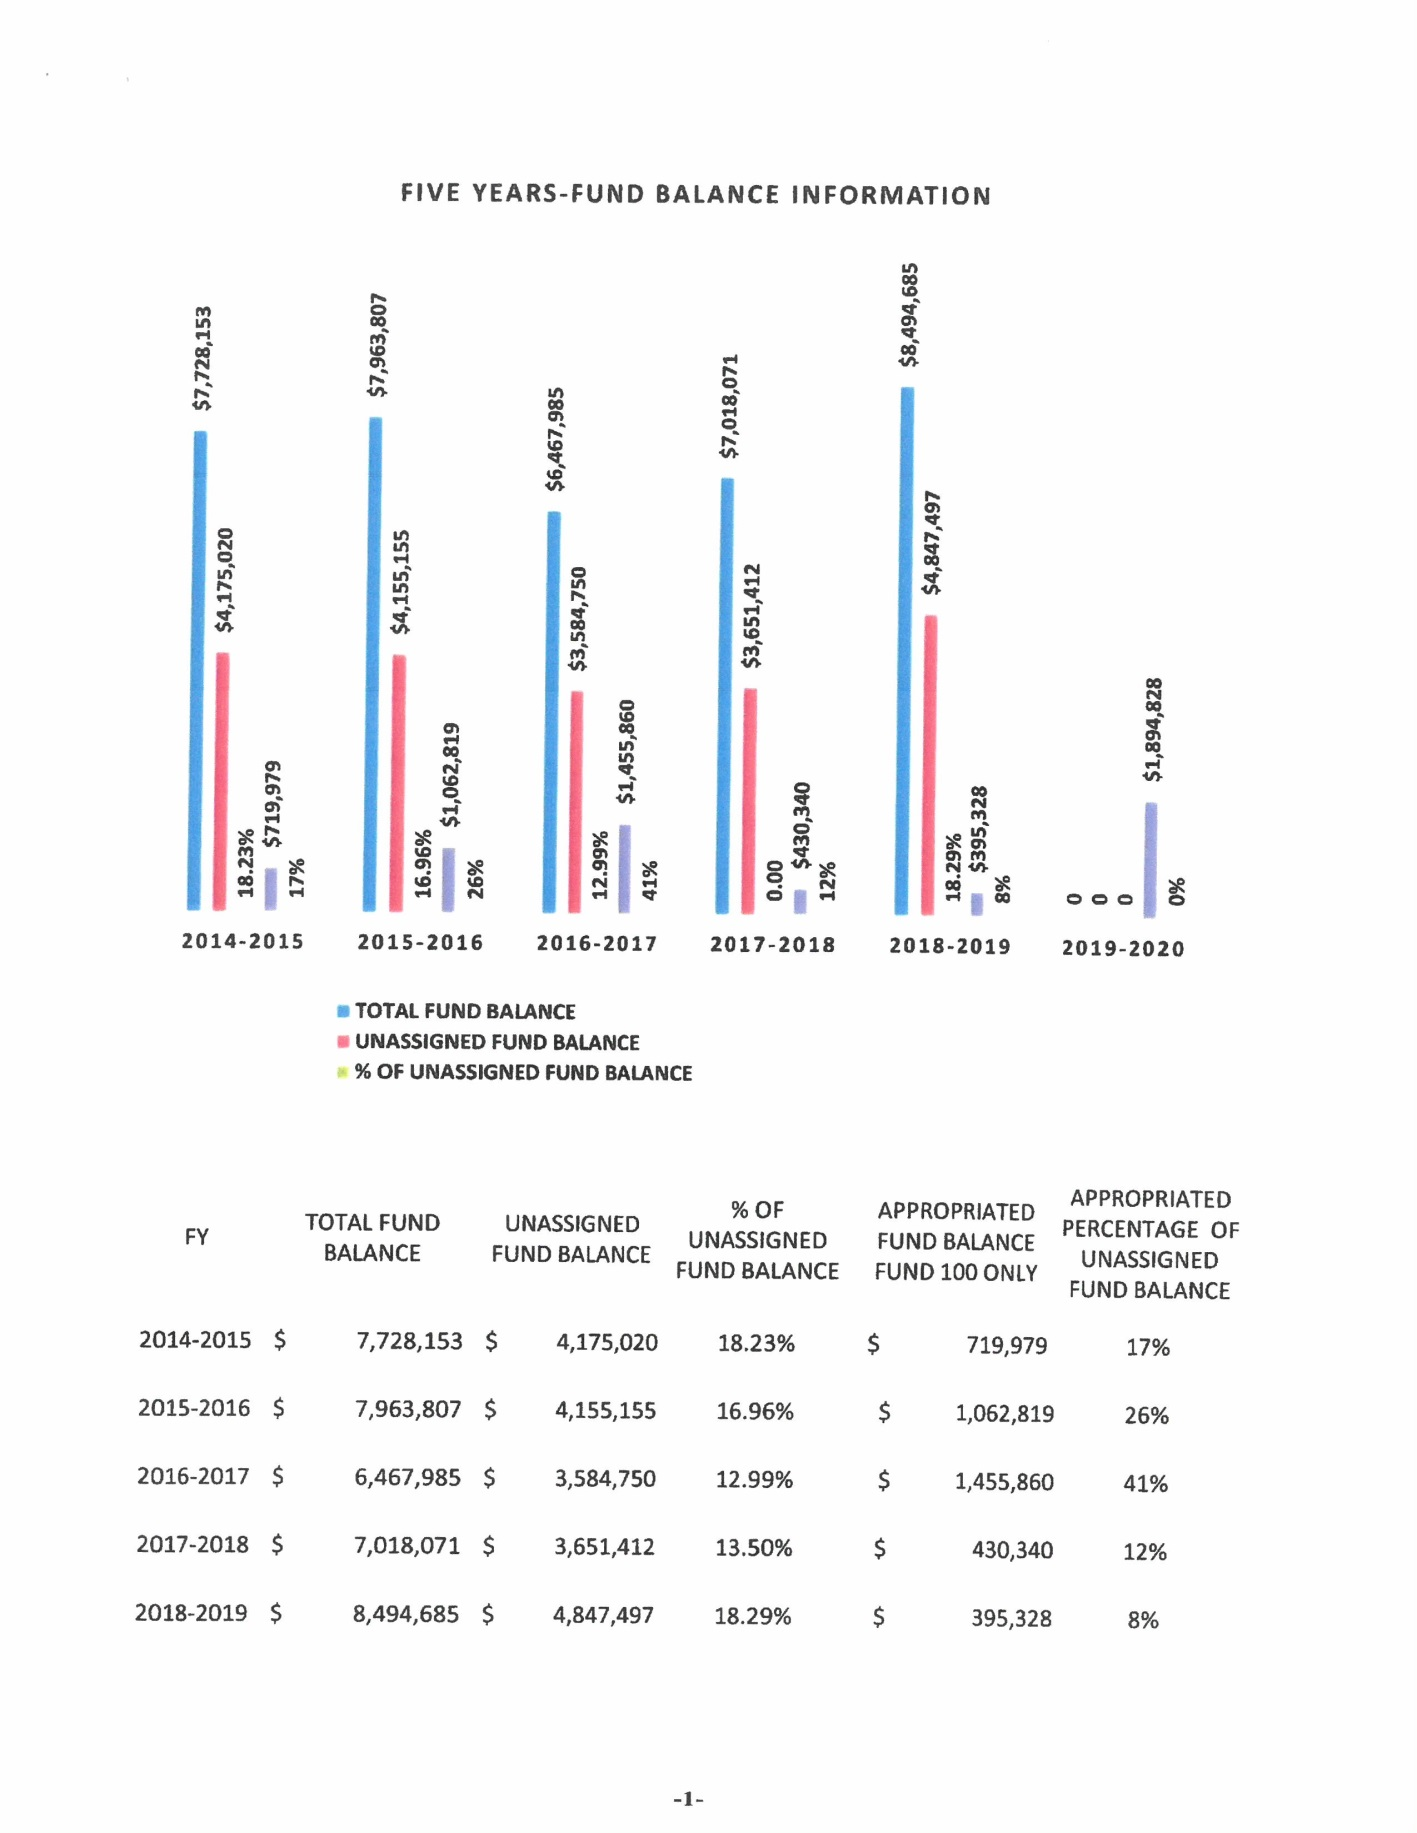 FIVE YEARS-FUND BALANCE INFORMATION
$7,728,153
$4,175,020
18.23%
$719,979
17%
$7,963,807
$4,155,155
16.96%
$1,062,819
26%
$6,467,985
$3,584,750
12.99%
$1,455,860
41%
$7,018,071
$3,651,412
0.00
$430,340
12%
$8,494,685
$4,847,497
18.29%
$395,328
8%
0
0
0
$1,894,828
0%
2014-2015 2015-2016 2016-2017 2017-2018 2018-2019 2019-2020
TOTAL FUND BALANCE
UNASSIGNED FUND BALANCE
% OF UNASSIGNED FUND BALANCE
FY
TOTAL FUND
BALANCE
UNASSIGNED
FUND BALANCE
% OF
UNASSIGNED
FUND BALANCE
APPROPRIATED
FUND BALANCE
FUND 100 ONLY
APPROPRIATED
PERCENTAGE OF
UNASSIGNED
FUND BALANCE
2014-2015 $ 7,728,153 $ 4,175,020 18.23% $ 719,979 17%
2015-2016 $ 7,963,807 $ 4,155,155 16.96% $ 1,062,819 26%
2016-2017 $ 6,467,985 $ 3,584,750 12.99% $ 1,455,860 41%
2017-2018 $ 7,018,071 $ 3,651,412 13.50% $ 430,340 12%
2018-2019 $ 8,494,685 $ 4,847,497 18.29% $ 395,328 8%
-1-